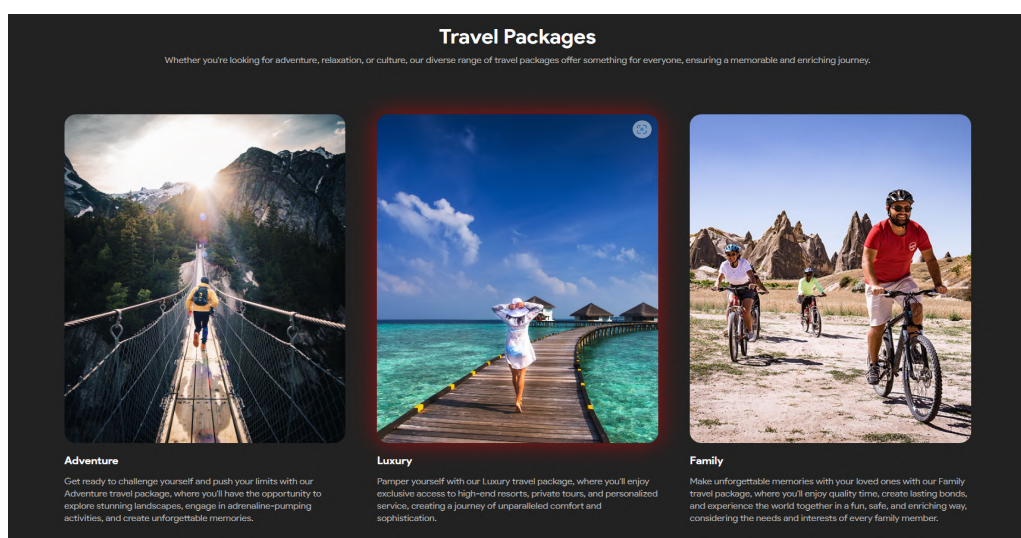 Travel Packages
Whether you're looking for adventure, relaxation, or culture, our diverse range of travel packages offer something for everyone, ensuring a memorable and enriching journey.
Adventure
Get ready to challenge yourself and push your limits with our
Adventure travel package, where you'll have the opportunity to
explore stunning landscapes, engage in adrenaline-pumping
activities, and create unforgettable memories.
Luxury
Pamper yourself with our Luxury travel package, where you'll enjoy
exclusive access to high-end resorts, private tours, and personalized
service, creating a journey of unparalleled comfort and
sophistication.
Family
Make unforgettable memories with your loved ones with our Family
travel package, where you'll enjoy quality time, create lasting bonds,
and experience the world together in a fun, safe, and enriching way,
considering the needs and interests of every family member.